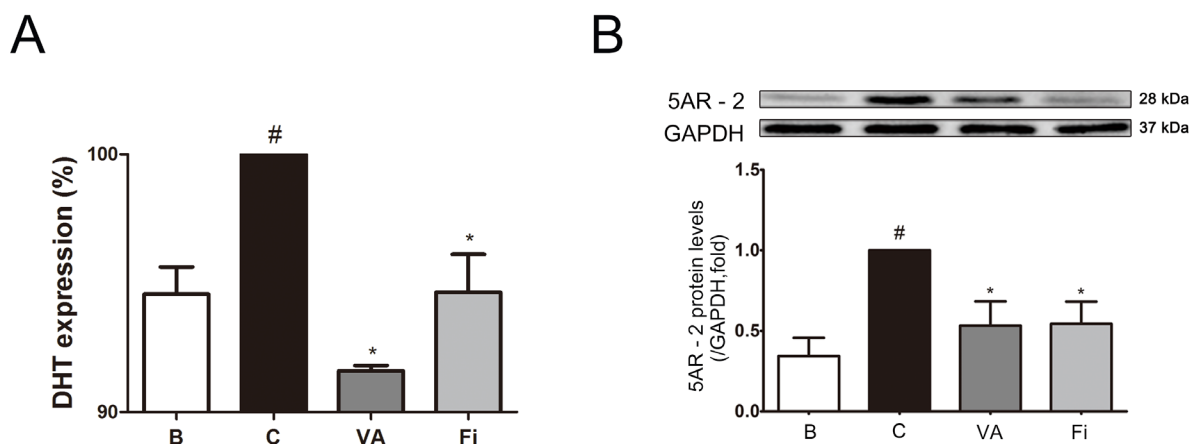 A
DHT expression (%)
100
90
#
*
*
B
C
VA
Fi
B
5AR - 2
28 kDa
GAPDH
37 kDa
5AR - 2 protein levels
(/GAPDH,fold)
1.5
1.0
0.5
0.0
#
*
*
B
C
VA
Fi